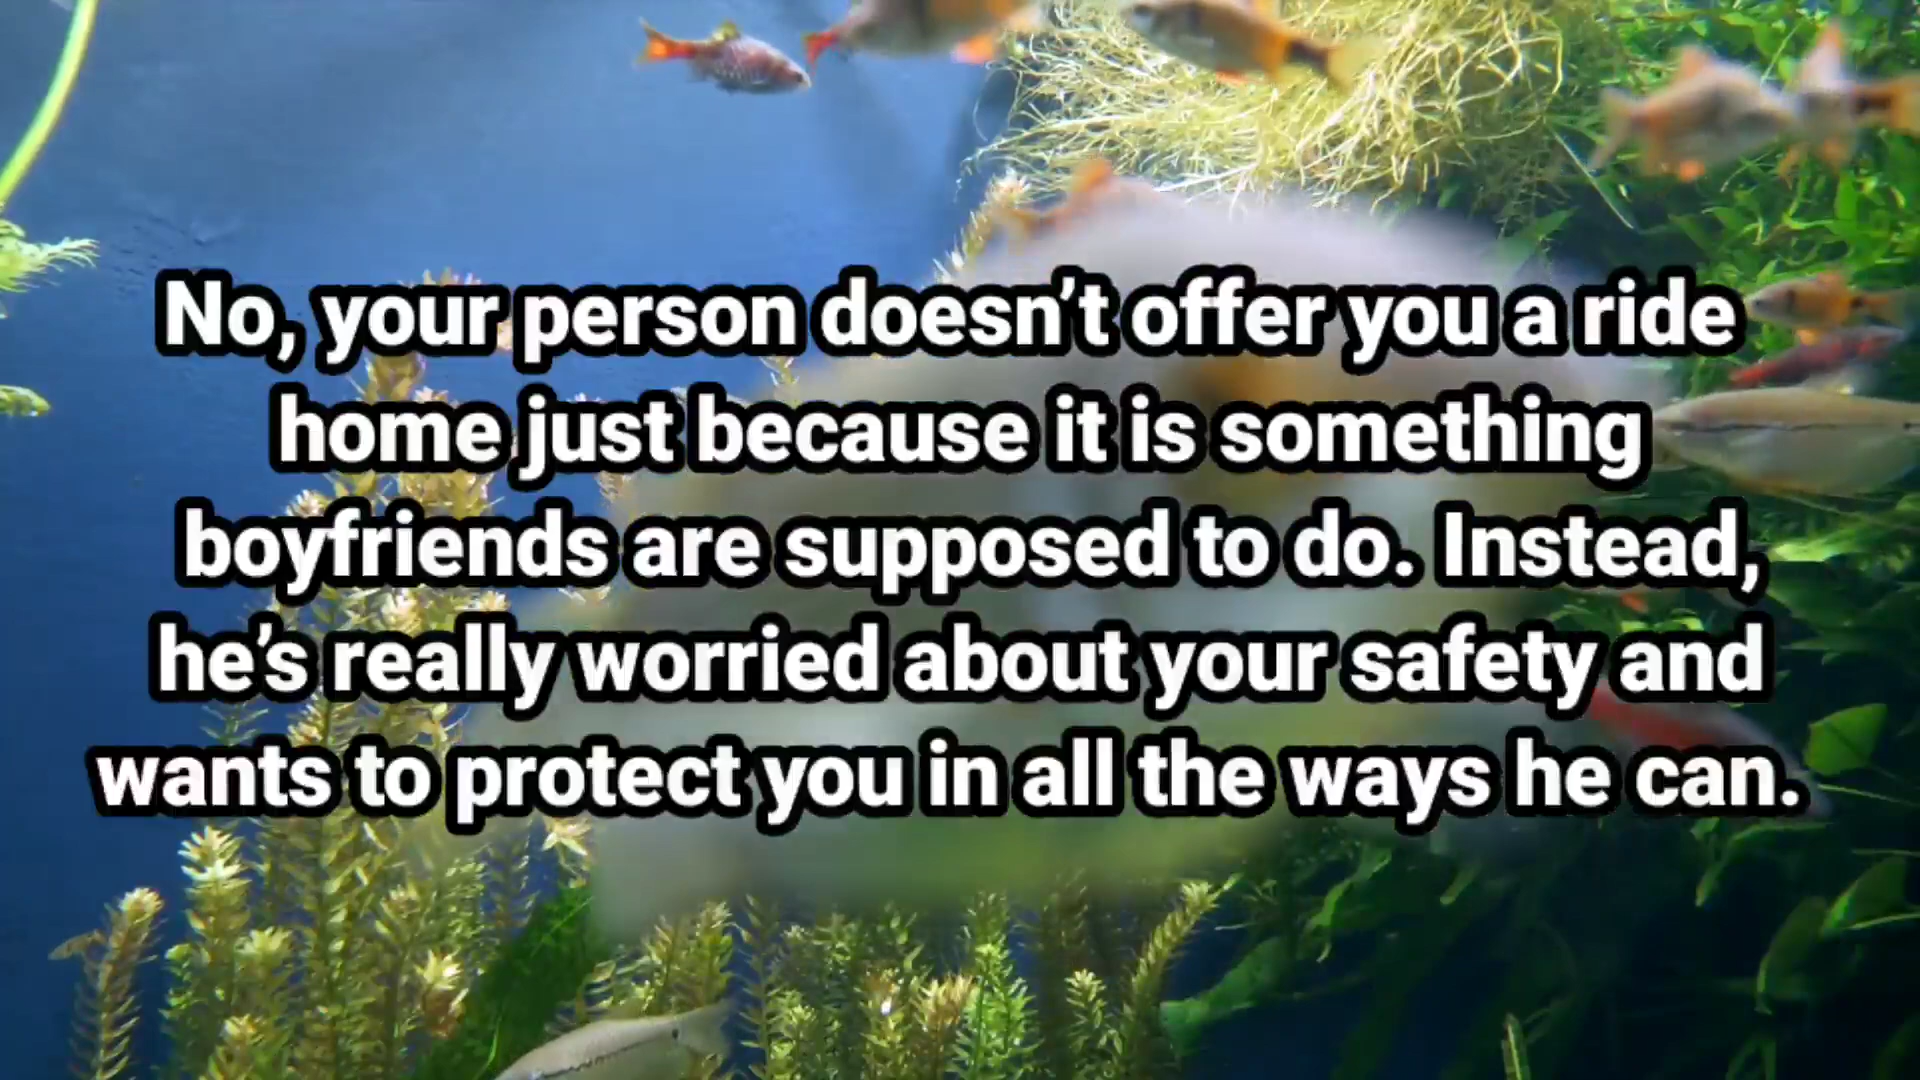 No, your person doesn’t offer you a ride
home just because it is something
boyfriends are supposed to do. Instead,
he’s really worried about your safety and
wants to protect you in all the ways he can.